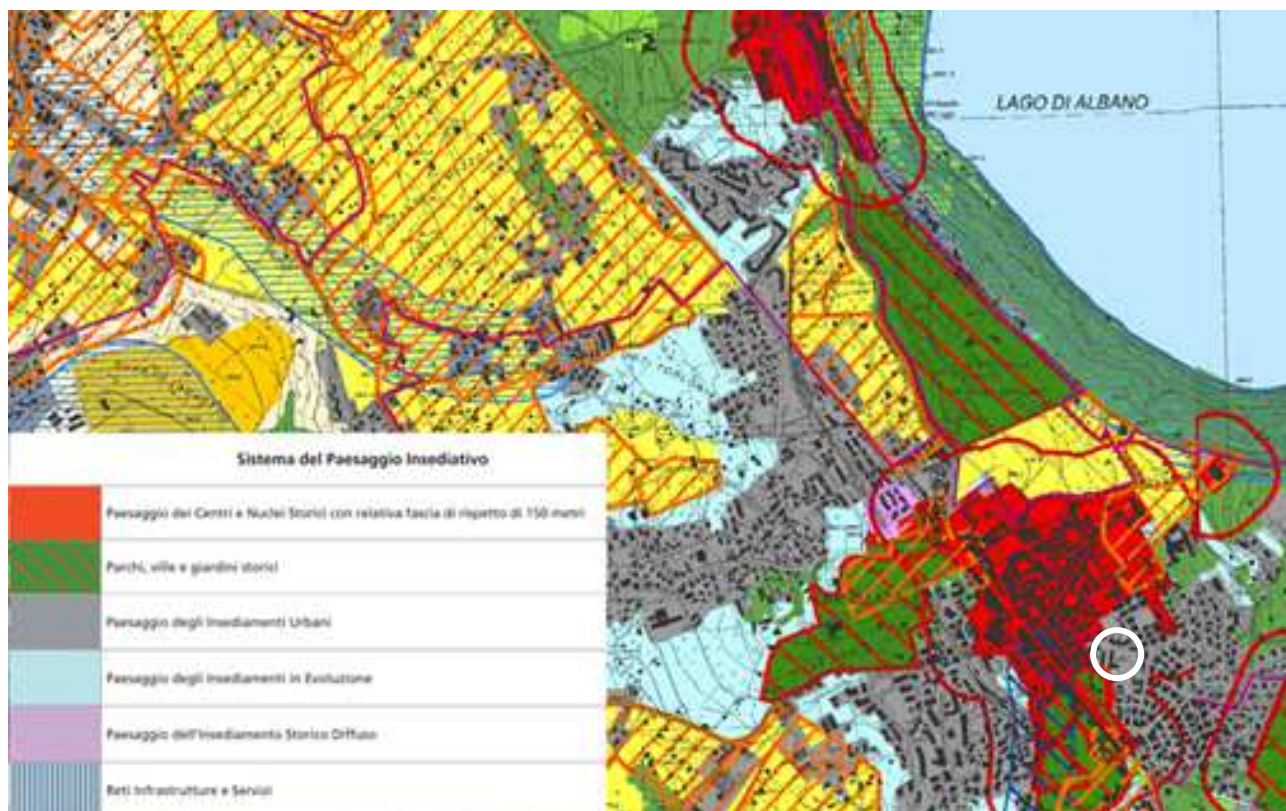 LAGO DI ALBANO
Sistema del Paesaggio Insediativo
Paesaggio dei Centri e Nuclei Storici con relativa fascia di rispetto di 150 metri
Parchi, ville e giardini storici
Paesaggio degli Insediamenti Urbani
Paesaggio degli Insediamenti in Evoluzione
Paesaggio dell'Insediamento Storico Diffuso
Reti Infrastrutture e Servizi